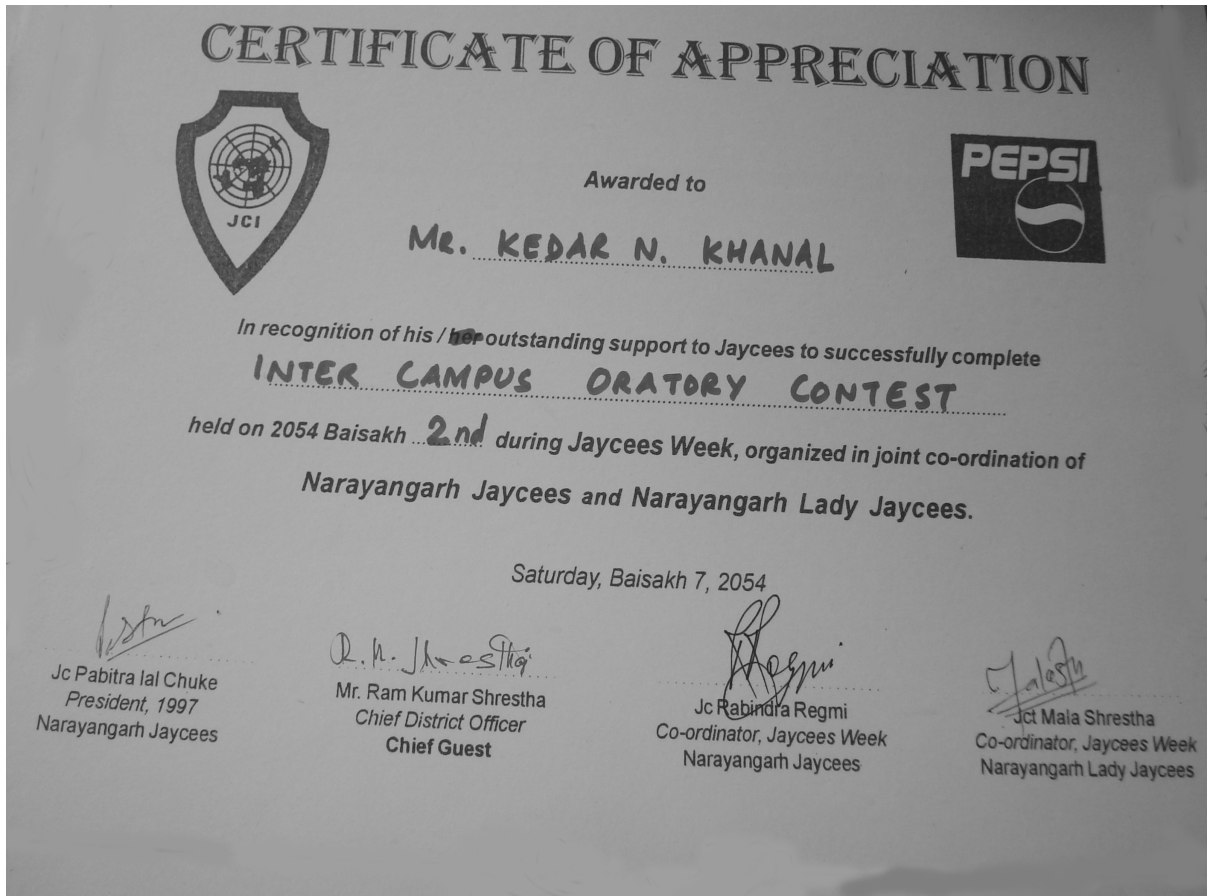 CERTIFICATE OF APPRECIATION
JCI
PEPSI
Awarded to
MR. KEDAR N. KHANAL
In recognition of his / her outstanding support to Jaycees to successfully complete
INTER CAMPUS ORATORY CONTEST
held on 2054 Baisakh 2nd during Jaycees Week, organized in joint co-ordination of
Narayangarh Jaycees and Narayangarh Lady Jaycees.
Saturday, Baisakh 7, 2054
Jc Pabitra lal Chuke
President, 1997
Narayangarh Jaycees
R. K. Shrestha
Mr. Ram Kumar Shrestha
Chief District Officer
Chief Guest
Regmi
Jc Rabindra Regmi
Co-ordinator, Jaycees Week
Narayangarh Jaycees
Jct Mala Shrestha
Co-ordinator, Jaycees Week
Narayangarh Lady Jaycees